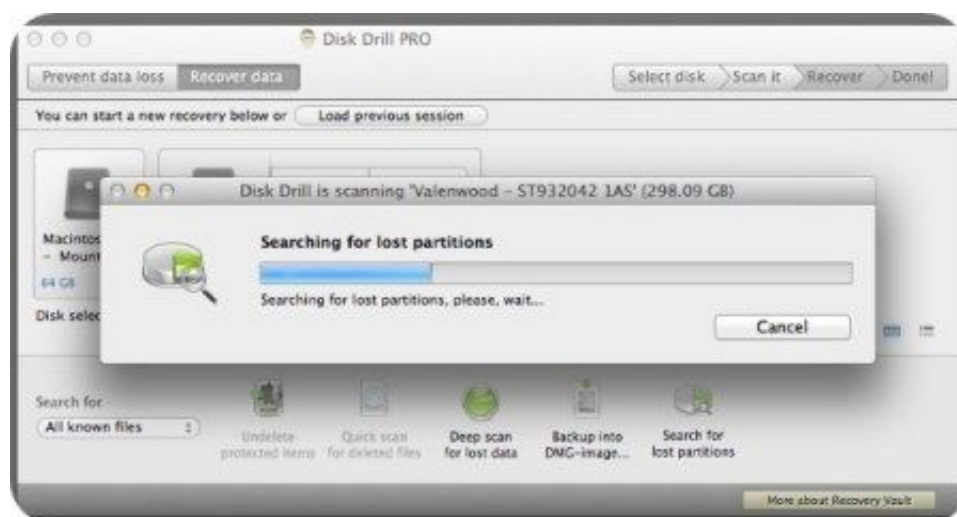 Disk Drill PRO
Prevent data loss Recover data Select disk Scan it Recover Done!
You can start a new recovery below or Load previous session
Disk Drill is scanning 'Valenwood - ST932042 1AS' (298.09 GB)
Searching for lost partitions
Searching for lost partitions, please, wait...
Cancel
Macintos
- Mount
64 GB
Disk selec
Search for
All known files
Undelete protected items
Quick scan for deleted files
Deep scan for lost data
Backup into DMG-image...
Search for lost partitions
More about Recovery Vault